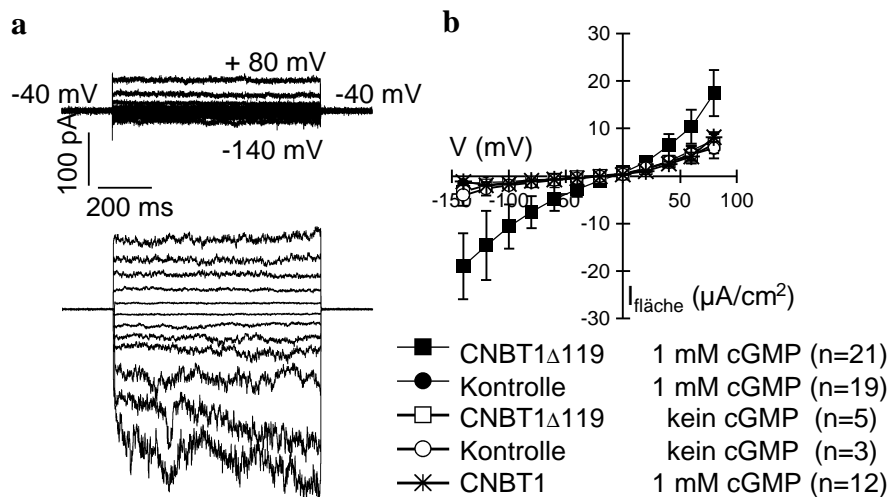 a
+ 80 mV
-40 mV
-40 mV
100 pA
-140 mV
200 ms
b
30
20
10
V (mV)
-150
-100
-50
50
100
-10
-20
-30
Ifläche (µA/cm²)
CNBT1Δ119 1 mM cGMP (n=21)
Kontrolle 1 mM cGMP (n=19)
CNBT1Δ119 kein cGMP (n=5)
Kontrolle kein cGMP (n=3)
CNBT1 1 mM cGMP (n=12)